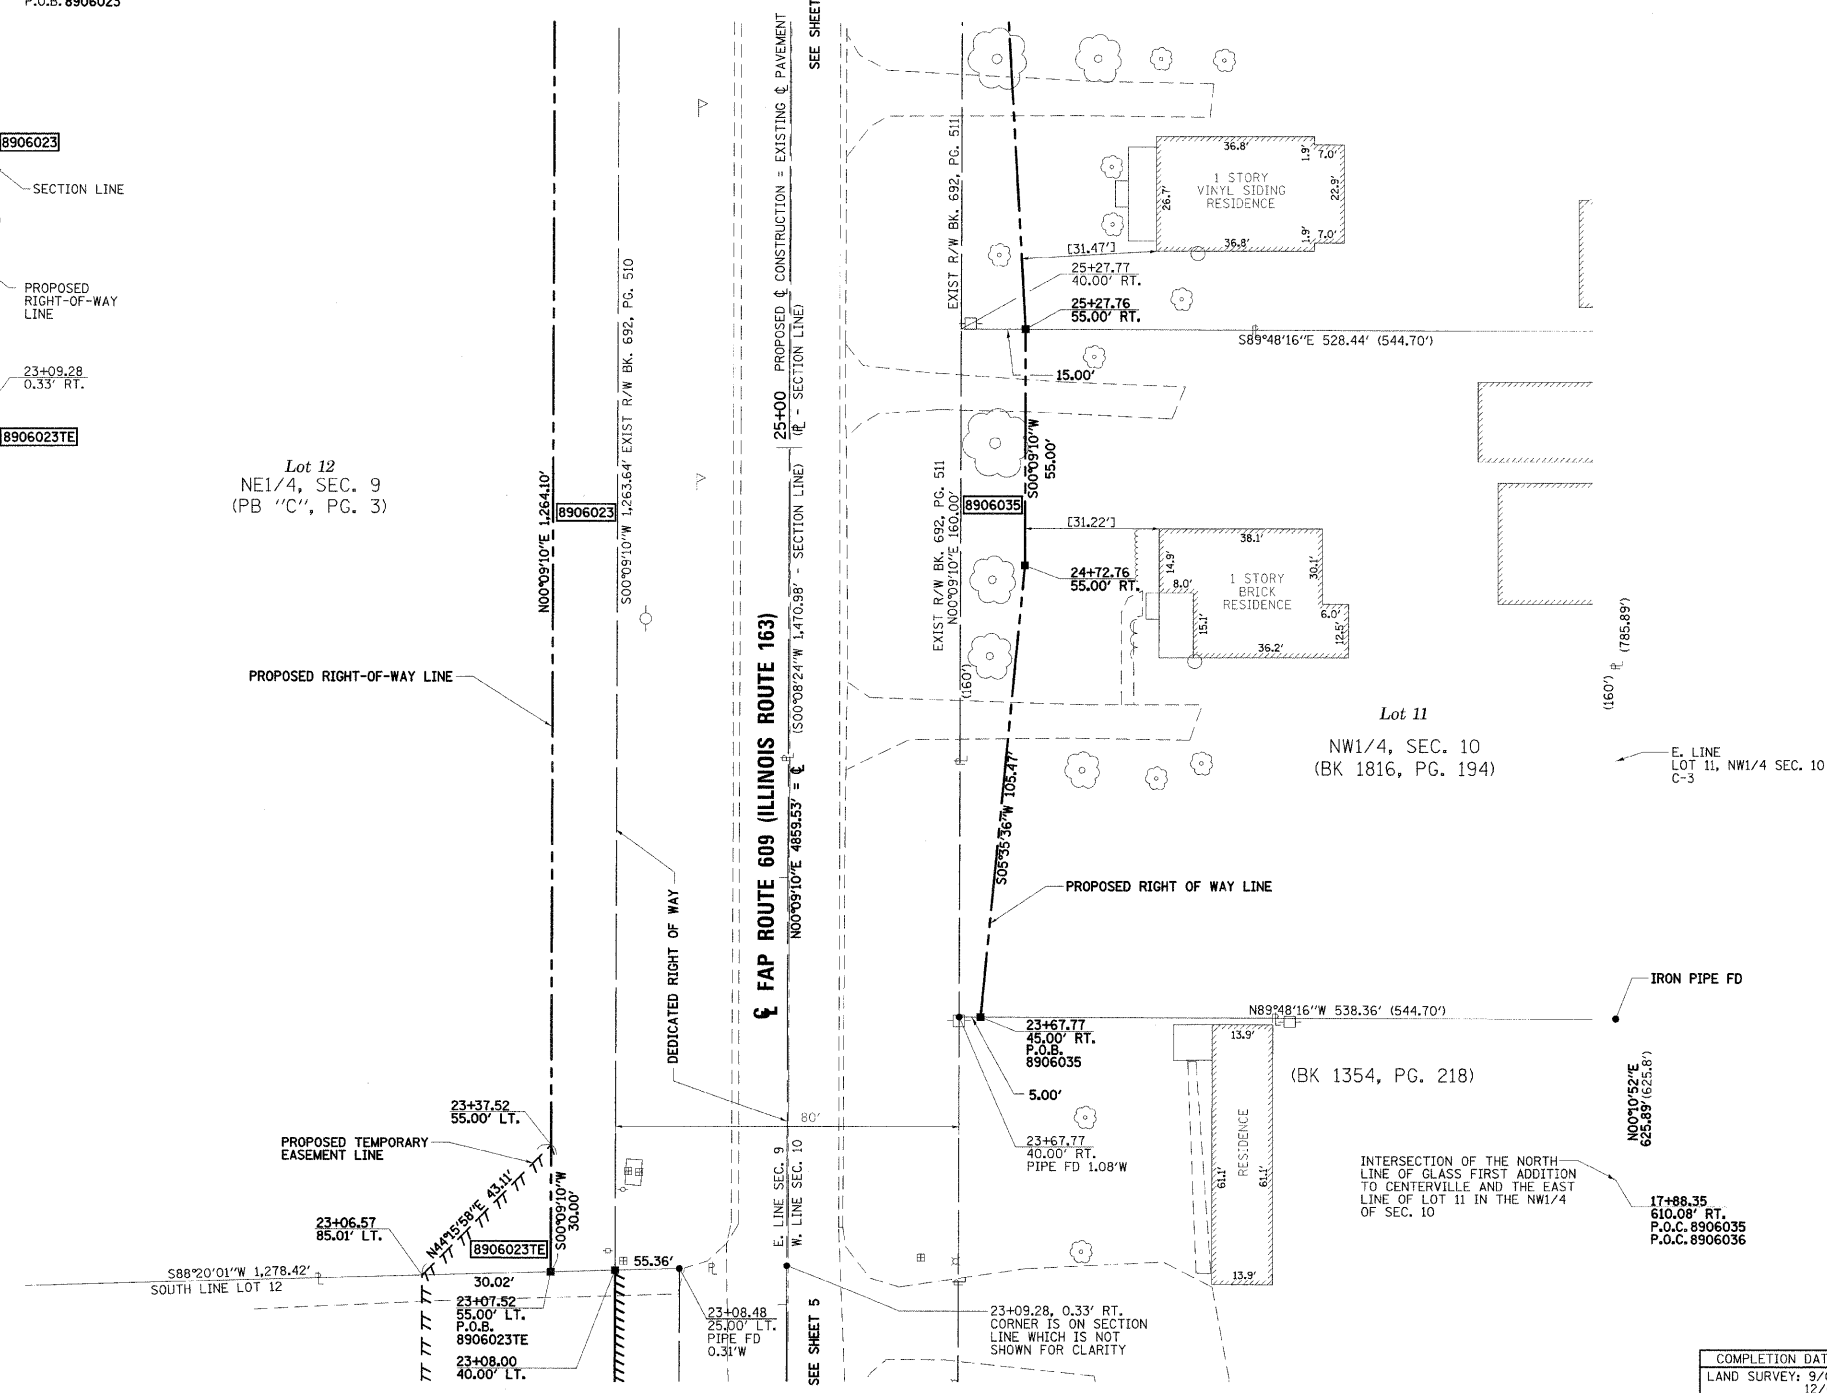 P.O.B. 8906023
8906023
SECTION LINE
PROPOSED
RIGHT-OF-WAY
LINE
23+09.28
0.33' RT.
8906023TE
Lot 12
NE1/4, SEC. 9
(PB "C", PG. 3)
N00°09'10"E 1,264.10'
8906023
S00°09'10"W 1,263.64' EXIST R/W BK. 692, PG. 510
PROPOSED RIGHT-OF-WAY LINE
DEDICATED RIGHT OF WAY
℄ FAP ROUTE 609 (ILLINOIS ROUTE 163)
N00°09'10"E 4859.53' = ℄ (S00°08'24"W 1,470.98' - SECTION LINE)
25+00 PROPOSED ℄ CONSTRUCTION = EXISTING ℄ PAVEMENT
(℄ - SECTION LINE)
SEE SHEET
EXIST R/W BK. 692, PG. 511
36.8'
1.9'
7.0'
1 STORY
VINYL SIDING
RESIDENCE
26.7'
22.9'
36.8'
1.9'
7.0'
[31.47']
25+27.77
40.00' RT.
25+27.76
55.00' RT.
S89°48'16"E 528.44' (544.70')
15.00'
S00°09'10"W
55.00'
EXIST R/W BK. 692, PG. 511
N00°09'10"E 160.00'
8906035
[31.22']
38.1'
14.9'
8.0'
1 STORY
BRICK
RESIDENCE
30.1'
6.0'
12.5'
15.1'
36.2'
24+72.76
55.00' RT.
(160')
(160') ℄ (785.89')
Lot 11
NW1/4, SEC. 10
(BK 1816, PG. 194)
E. LINE
LOT 11, NW1/4 SEC. 10
C-3
S05°35'36"W 105.47'
PROPOSED RIGHT OF WAY LINE
IRON PIPE FD
N89°48'16"W 538.36' (544.70')
23+67.77
45.00' RT.
P.O.B.
8906035
13.9'
(BK 1354, PG. 218)
5.00'
80'
23+67.77
40.00' RT.
PIPE FD 1.08'W
RESIDENCE
61.1'
61.1'
13.9'
N00°10'52"E
625.89'(625.8')
INTERSECTION OF THE NORTH
LINE OF GLASS FIRST ADDITION
TO CENTERVILLE AND THE EAST
LINE OF LOT 11 IN THE NW1/4
OF SEC. 10
17+88.35
610.08' RT.
P.O.C. 8906035
P.O.C. 8906036
23+37.52
55.00' LT.
PROPOSED TEMPORARY
EASEMENT LINE
N44°15'58"E 43.11'
23+06.57
85.01' LT.
8906023TE
S00°09'10"W
30.00'
E. LINE SEC. 9
W. LINE SEC. 10
S88°20'01"W 1,278.42'
SOUTH LINE LOT 12
30.02'
55.36'
23+07.52
55.00' LT.
P.O.B.
8906023TE
23+08.00
40.00' LT.
23+08.48
25.00' LT.
PIPE FD
0.31'W
SEE SHEET 5
23+09.28, 0.33' RT.
CORNER IS ON SECTION
LINE WHICH IS NOT
SHOWN FOR CLARITY
COMPLETION DAT
LAND SURVEY: 9/
12/